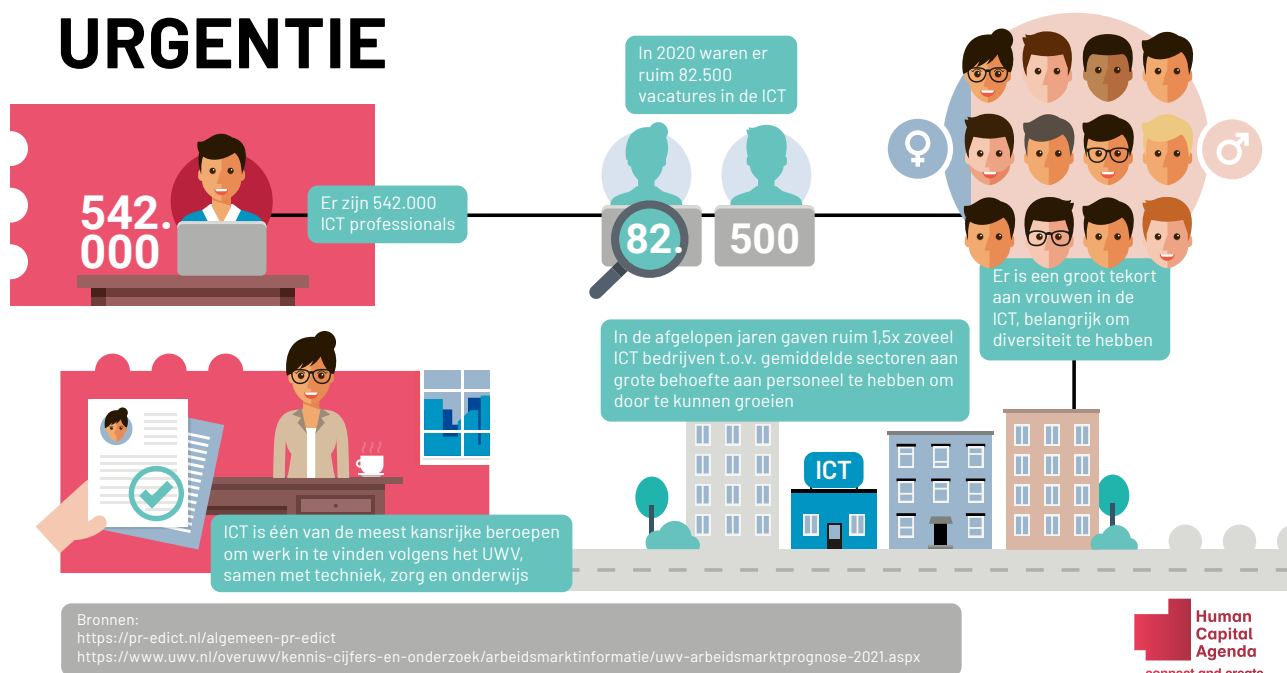 URGENTIE
542.
000
Er zijn 542.000
ICT professionals
In 2020 waren er
ruim 82.500
vacatures in de ICT
82.
500
Er is een groot tekort
aan vrouwen in de
ICT, belangrijk om
diversiteit te hebben
In de afgelopen jaren gaven ruim 1,5x zoveel
ICT bedrijven t.o.v. gemiddelde sectoren aan
grote behoefte aan personeel te hebben om
door te kunnen groeien
ICT
ICT is één van de meest kansrijke beroepen
om werk in te vinden volgens het UWV,
samen met techniek, zorg en onderwijs
Bronnen:
https://pr-edict.nl/algemeen-pr-edict
https://www.uwv.nl/overuwv/kennis-cijfers-en-onderzoek/arbeidsmarktinformatie/uwv-arbeidsmarktprognose-2021.aspx
Human
Capital
Agenda
connect and create